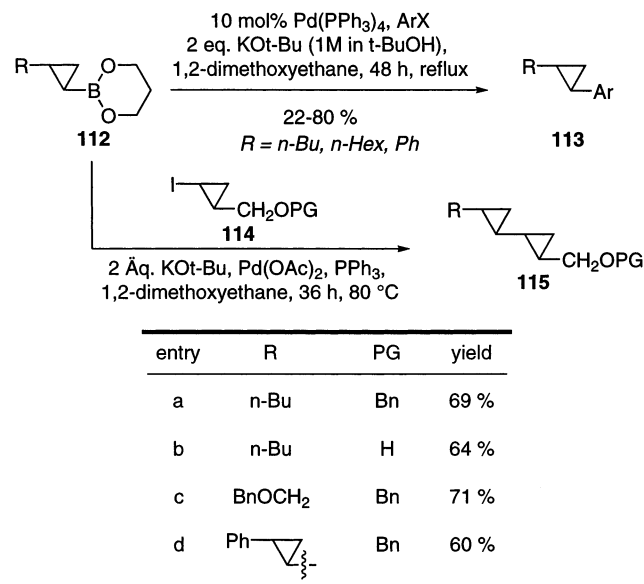 10 mol% Pd(PPh3)4, ArX
2 eq. KOt-Bu (1M in t-BuOH),
1,2-dimethoxyethane, 48 h, reflux
22-80 %
R = n-Bu, n-Hex, Ph
R
O
B
O
112
R
Ar
113
I
CH2OPG
114
2 Äq. KOt-Bu, Pd(OAc)2, PPh3,
1,2-dimethoxyethane, 36 h, 80 °C
R
CH2OPG
115
entry R PG yield
a n-Bu Bn 69 %
b n-Bu H 64 %
c BnOCH2 Bn 71 %
d Ph Bn 60 %